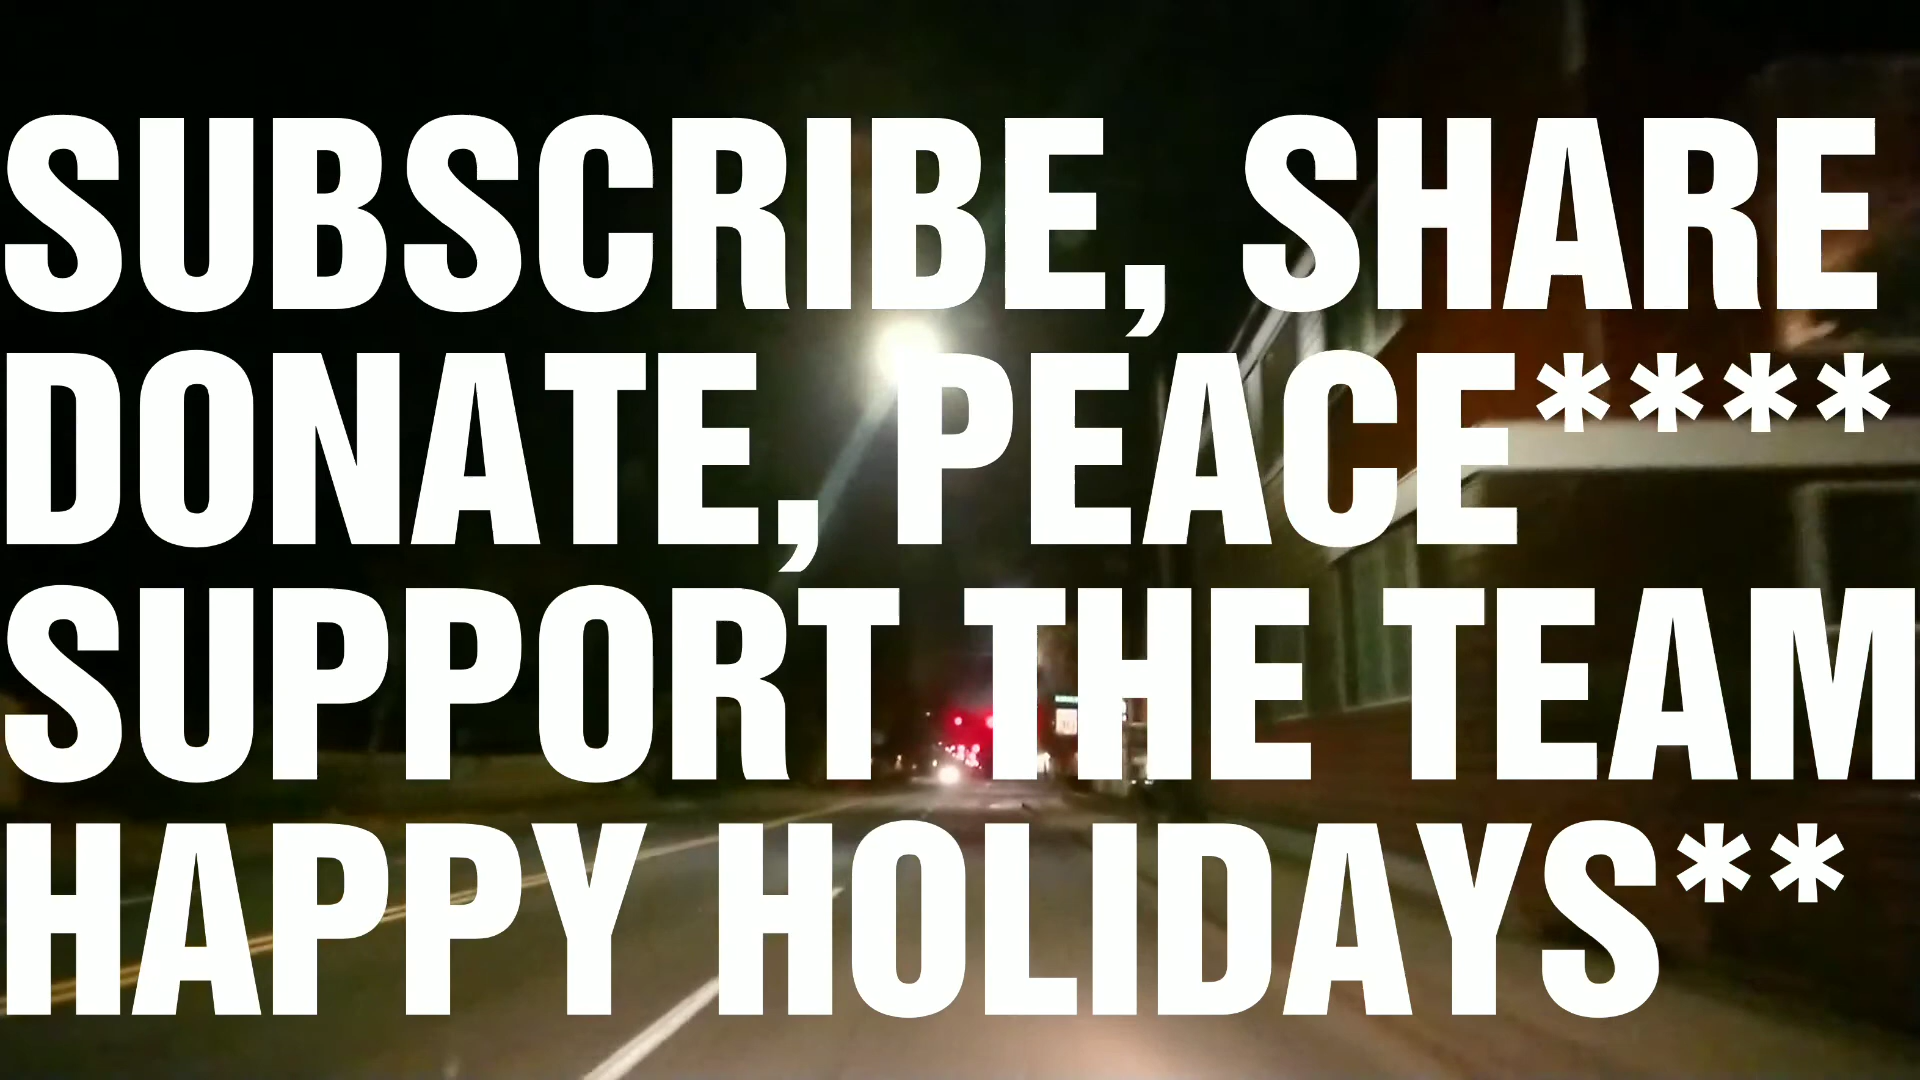 SUBSCRIBE, SHARE
DONATE, PEACE****
SUPPORT THE TEAM
HAPPY HOLIDAYS**